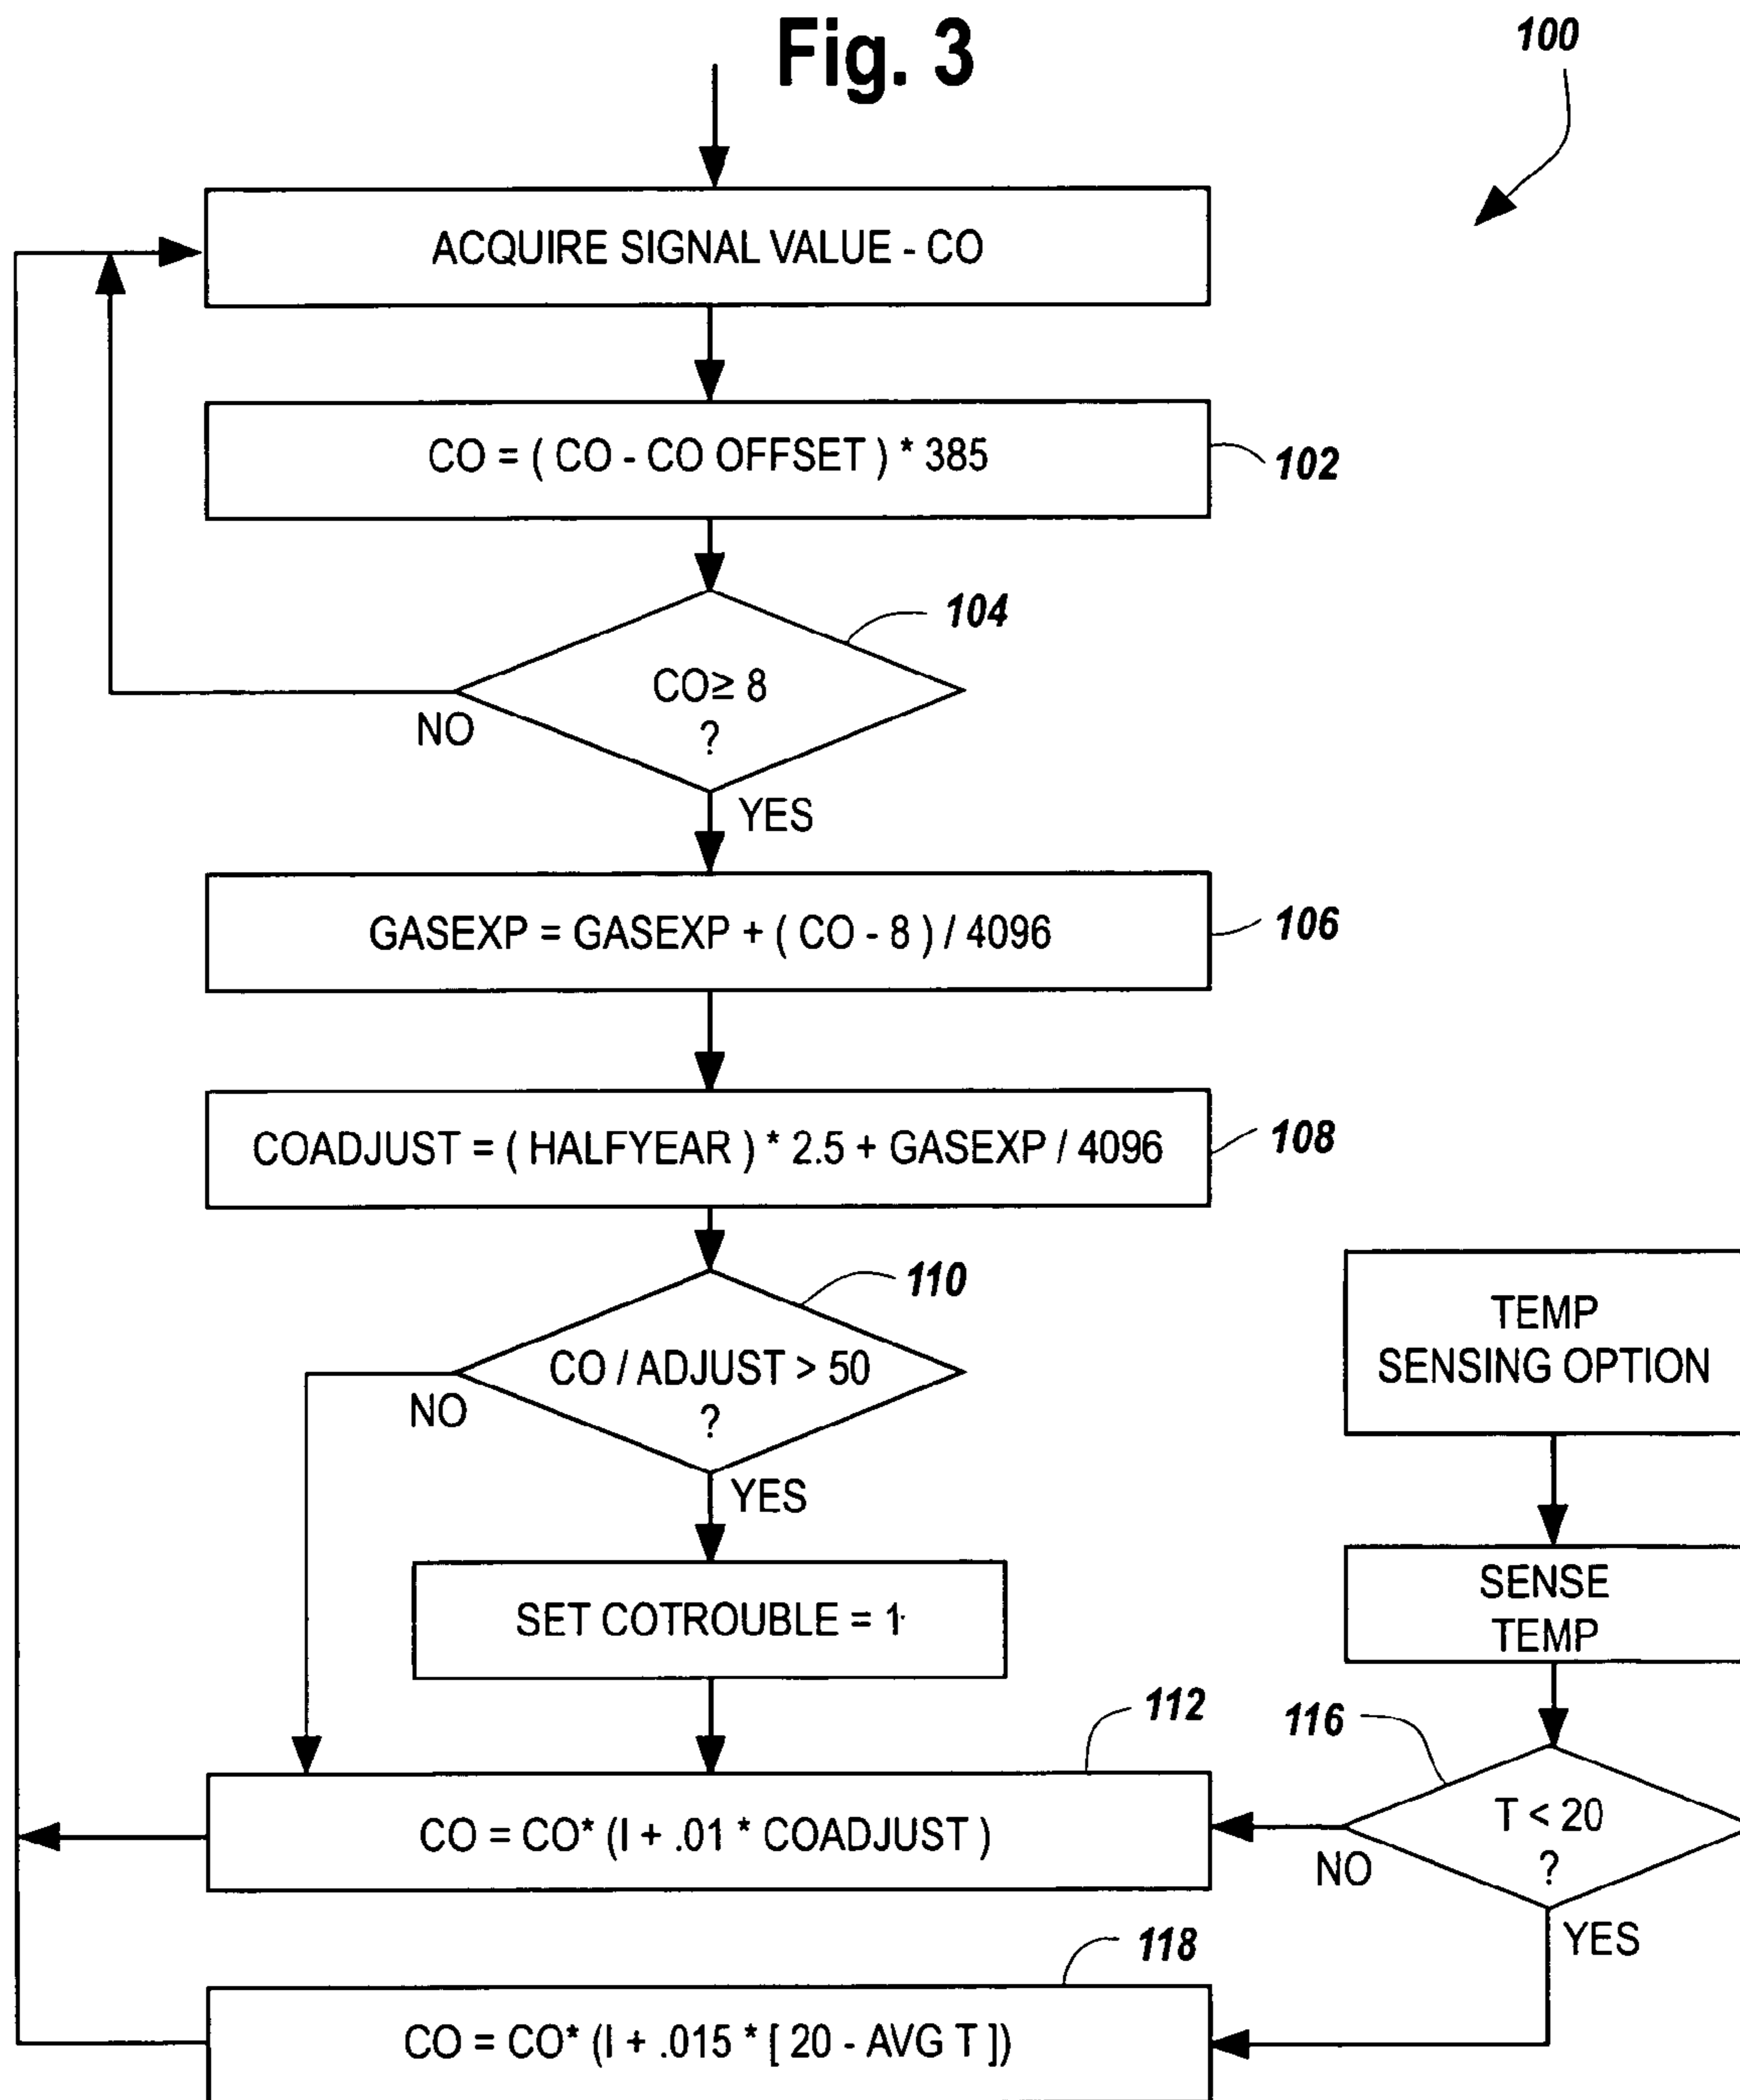 Fig. 3
100
ACQUIRE SIGNAL VALUE - CO
CO = ( CO - CO OFFSET ) * 385
102
104
CO≥ 8
?
NO
YES
GASEXP = GASEXP + ( CO - 8 ) / 4096
106
COADJUST = ( HALFYEAR ) * 2.5 + GASEXP / 4096
108
110
CO / ADJUST > 50
?
NO
YES
SET COTROUBLE = 1
TEMP
SENSING OPTION
SENSE
TEMP
112
116
CO = CO* (I + .01 * COADJUST )
T < 20
?
NO
YES
118
CO = CO* (I + .015 * [ 20 - AVG T ])